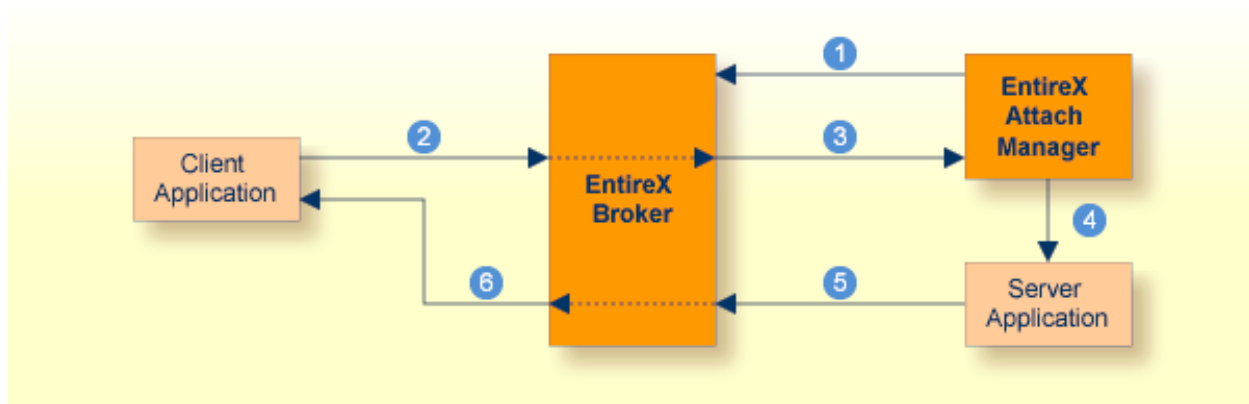 1
EntireX
Attach
Manager
2
3
Client
Application
EntireX
Broker
4
6
5
Server
Application